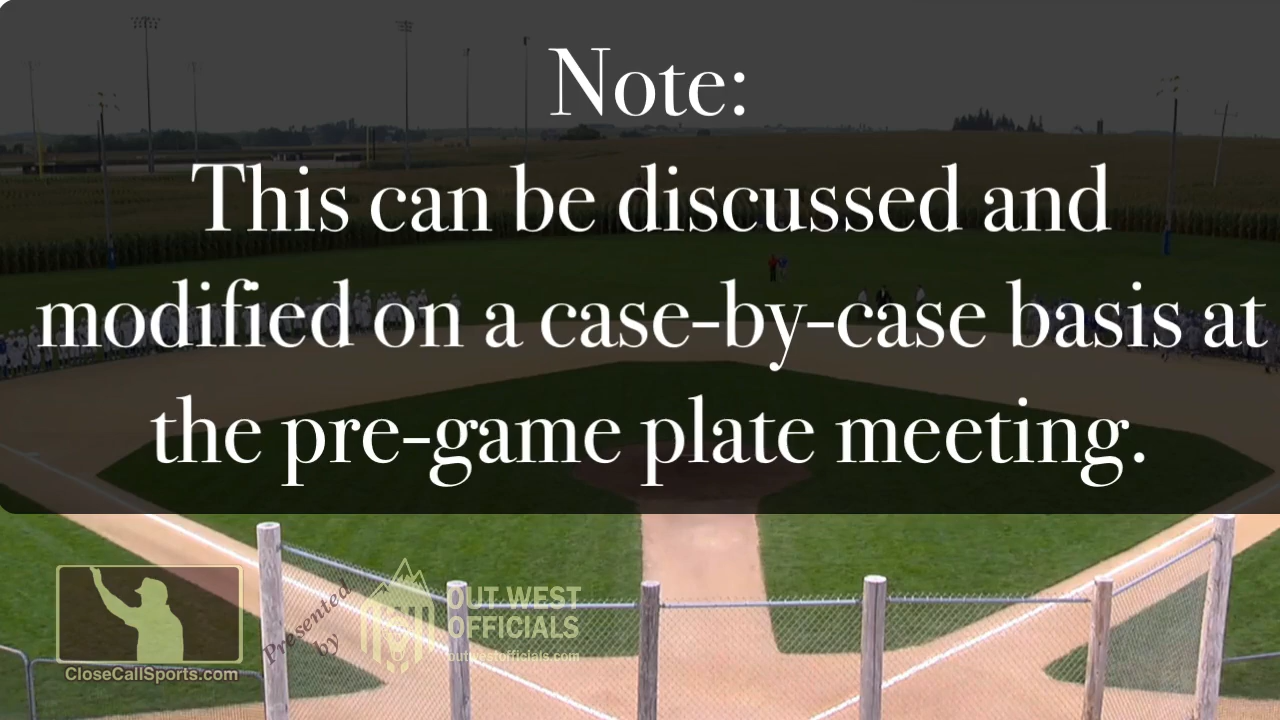 Note:
This can be discussed and
modified on a case-by-case basis at
the pre-game plate meeting.
Presented
by
OUT WEST
OFFICIALS
outwestofficials.com
CloseCallSports.com